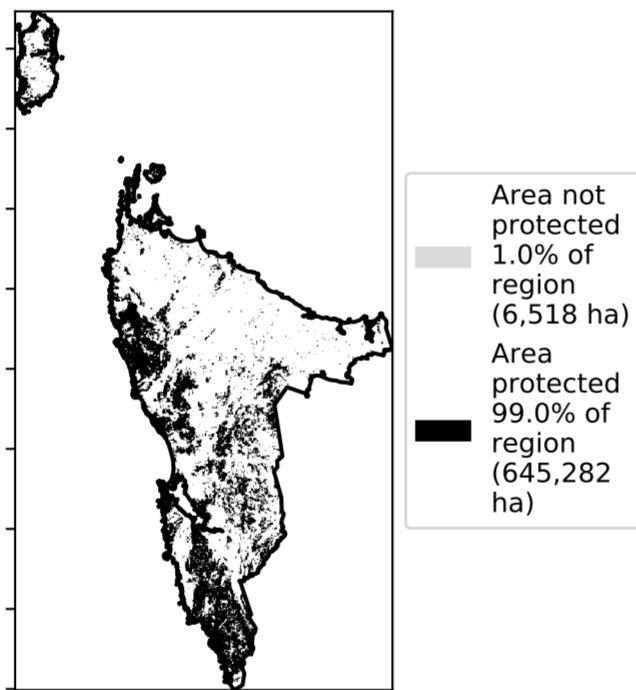 Area not
protected
1.0% of
region
(6,518 ha)
Area
protected
99.0% of
region
(645,282
ha)